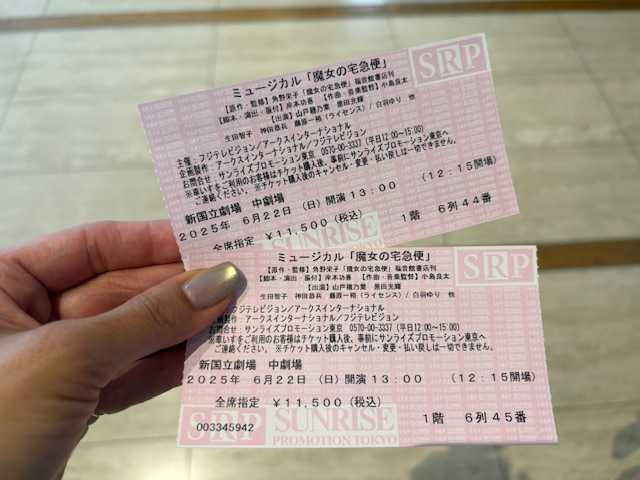 SRP
ミュージカル「魔女の宅急便」
【原作・監修】角野栄子「魔女の宅急便」福音館書店刊
【脚本・演出・振付】岸本功喜 【作曲・音楽監督】小島良太
【出演】山戸穂乃葉 黒田光輝
生田智子 神田恭兵 藤原一裕(ライセンス)/白羽ゆり 他
主催:フジテレビジョン/アークスインターナショナル
企画製作:アークスインターナショナル/フジテレビジョン
お問合せ:サンライズプロモーション東京 0570-00-3337 (平日12:00~15:00)
※車いすをご利用のお客様はチケット購入後、事前にサンライズプロモーション東京へ
ご連絡ください。※チケット購入後のキャンセル・変更・払い戻しは一切できません。
新国立劇場 中劇場
2025年 6月22日 (日) 開演 13:00 (12:15開場)
全席指定 ¥11,500(税込) 1階 6列 44番
SUNRISE
SRP
ミュージカル「魔女の宅急便」
【原作・監修】角野栄子「魔女の宅急便」福音館書店刊
【脚本・演出・振付】岸本功喜 【作曲・音楽監督】小島良太
【出演】山戸穂乃葉 黒田光輝
生田智子 神田恭兵 藤原一裕(ライセンス)/白羽ゆり 他
フジテレビジョン/アークスインターナショナル
製作:アークスインターナショナル/フジテレビジョン
お問合せ:サンライズプロモーション東京 0570-00-3337 (平日12:00~15:00)
※車いすをご利用のお客様はチケット購入後、事前にサンライズプロモーション東京へ
ご連絡ください。※チケット購入後のキャンセル・変更・払い戻しは一切できません。
新国立劇場 中劇場
2025年 6月22日 (日) 開演 13:00 (12:15開場)
全席指定 ¥11,500(税込)
1階 6列 45番
003345942
SRP SUNRISE
PROMOTION TOKYO